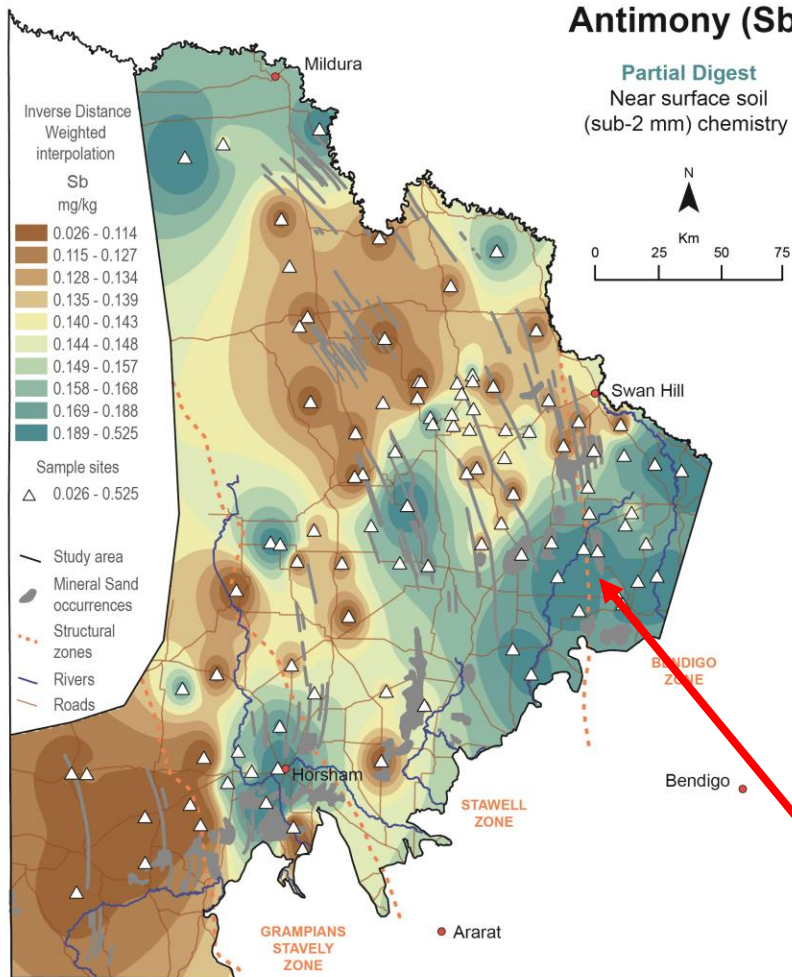 Antimony (Sb
Partial Digest
Near surface soil
(sub-2 mm) chemistry
N
Km
0 25 50 75
Inverse Distance
Weighted
interpolation
Sb
mg/kg
0.026 - 0.114
0.115 - 0.127
0.128 - 0.134
0.135 - 0.139
0.140 - 0.143
0.144 - 0.148
0.149 - 0.157
0.158 - 0.168
0.169 - 0.188
0.189 - 0.525
Sample sites
0.026 - 0.525
Study area
Mineral Sand
occurrences
Structural
zones
Rivers
Roads
Mildura
Swan Hill
BENDIGO
ZONE
Horsham
Bendigo
STAWELL
ZONE
GRAMPIANS
STAVELY
ZONE
Ararat